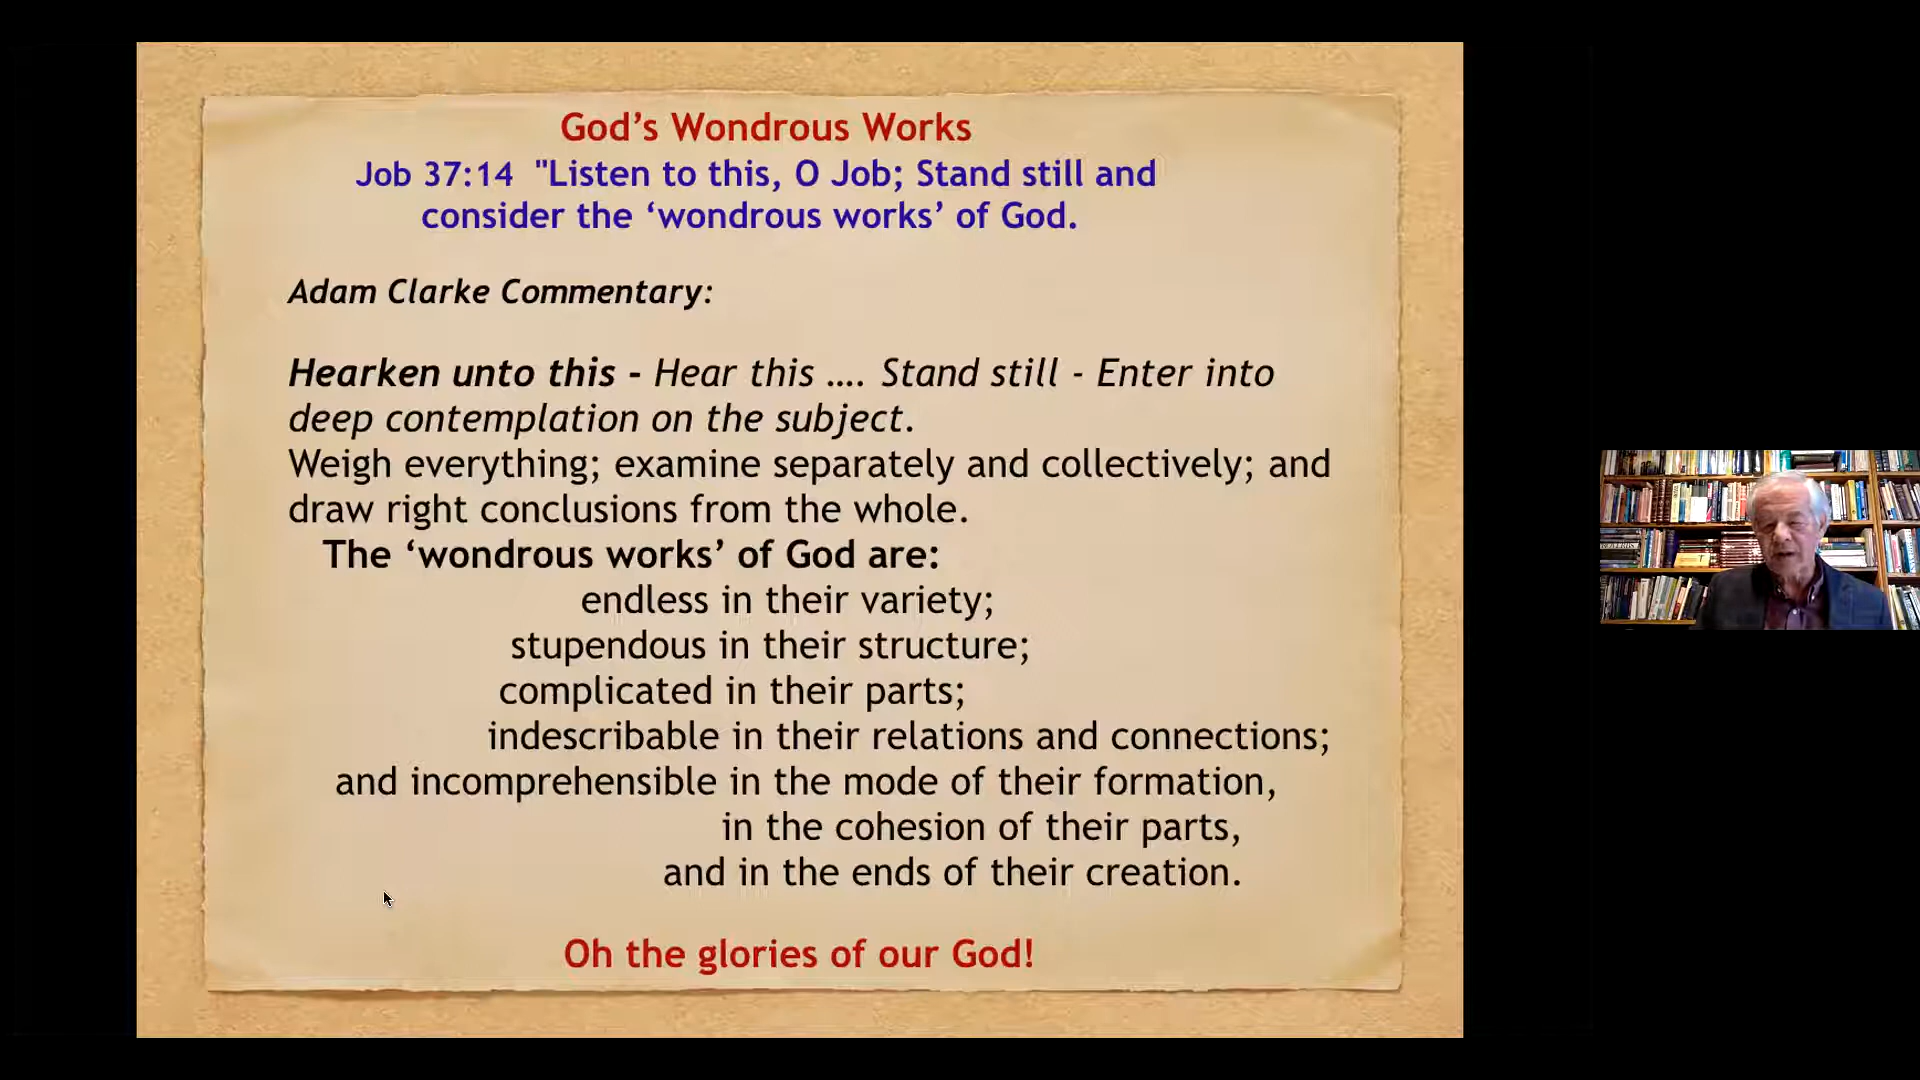 God’s Wondrous Works
Job 37:14 "Listen to this, O Job; Stand still and
consider the ‘wondrous works’ of God.
Adam Clarke Commentary:
Hearken unto this - Hear this .... Stand still - Enter into
deep contemplation on the subject.
Weigh everything; examine separately and collectively; and
draw right conclusions from the whole.
The ‘wondrous works’ of God are:
endless in their variety;
stupendous in their structure;
complicated in their parts;
indescribable in their relations and connections;
and incomprehensible in the mode of their formation,
in the cohesion of their parts,
and in the ends of their creation.
Oh the glories of our God!